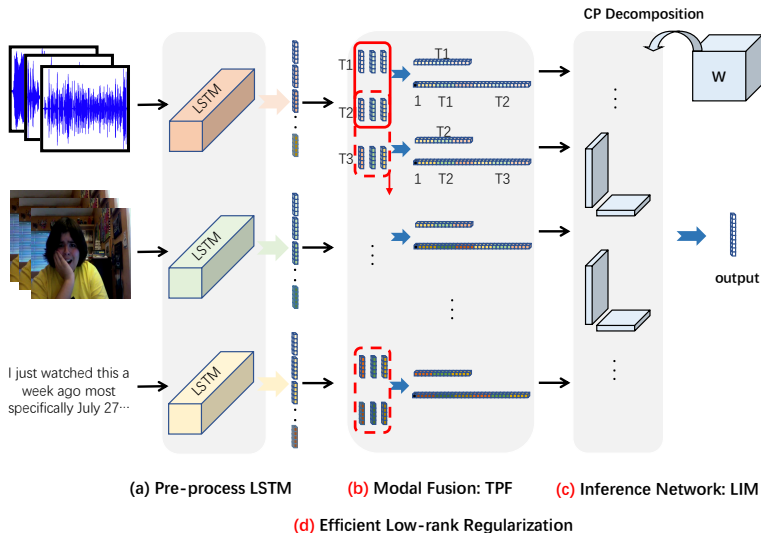 CP Decomposition
W
T1
T2
T3
T1
1 T1 T2
T2
1 T2 T3
LSTM
LSTM
LSTM
I just watched this a
week ago most
specifically July 27…
output
(a) Pre-process LSTM
(b) Modal Fusion: TPF
(c) Inference Network: LIM
(d) Efficient Low-rank Regularization